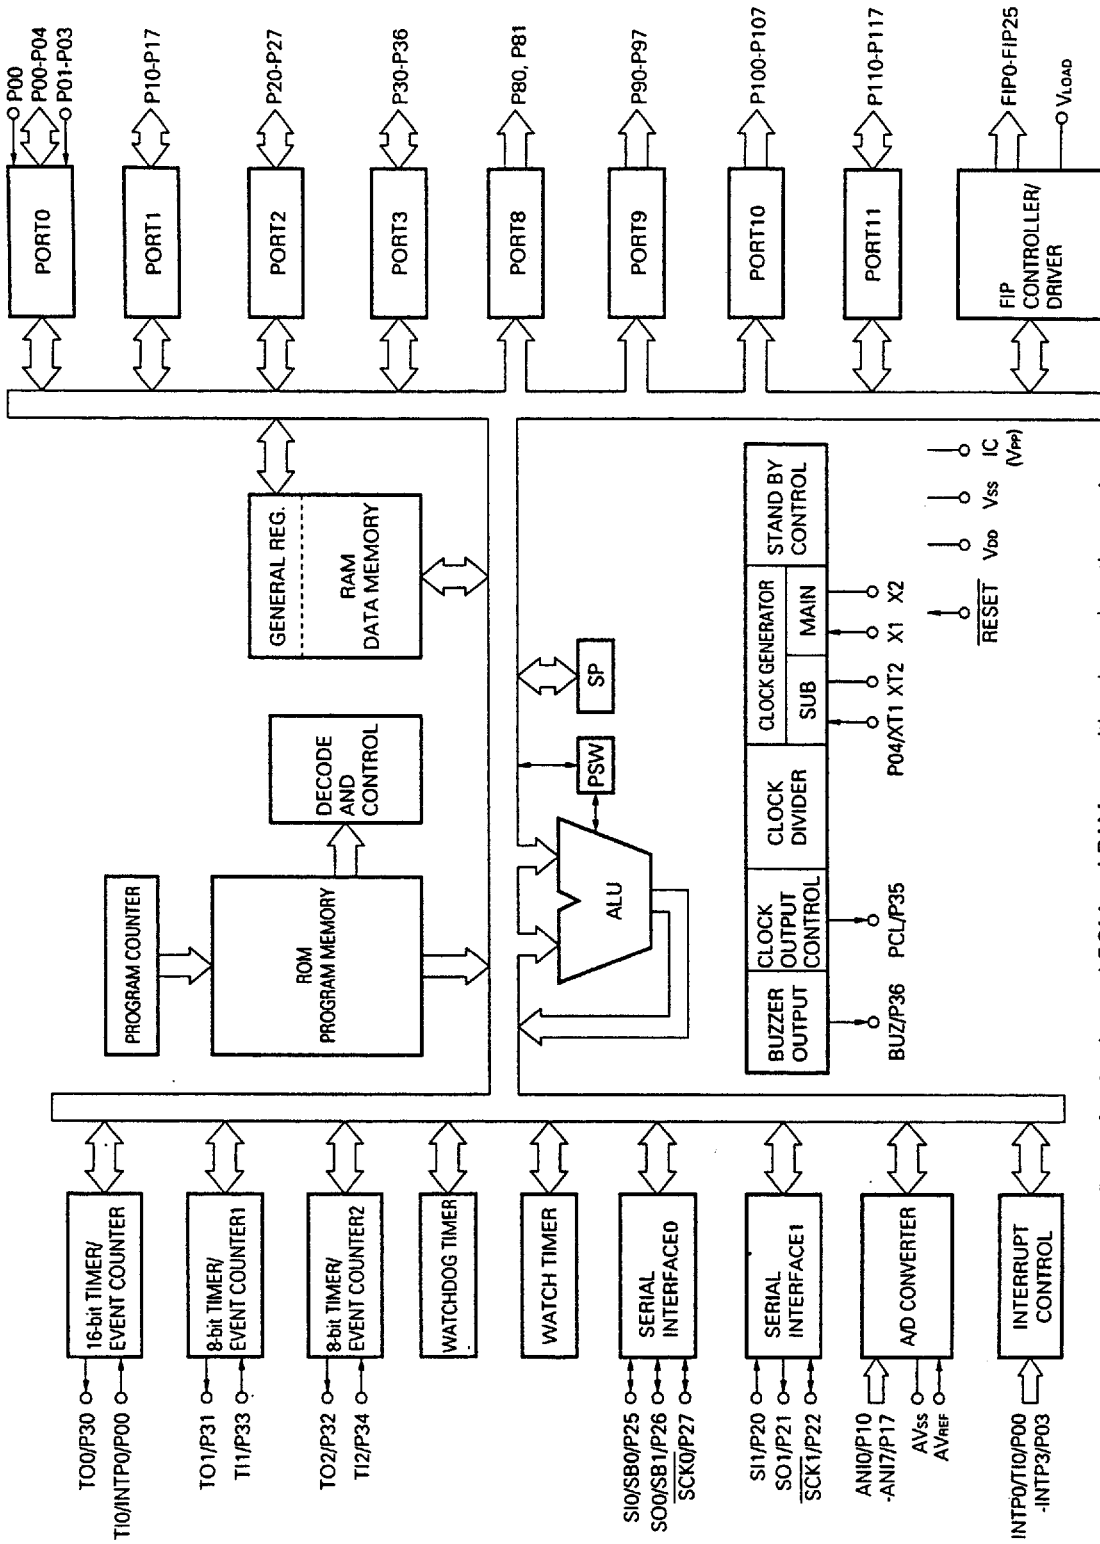 TO0/P30
TI0/INTP0/P00
16-bit TIMER/
EVENT COUNTER
TO1/P31
TI1/P33
8-bit TIMER/
EVENT COUNTER1
TO2/P32
TI2/P34
8-bit TIMER/
EVENT COUNTER2
WATCHDOG TIMER
WATCH TIMER
SI0/SB0/P25
SO0/SB1/P26
SCK0/P27
SERIAL
INTERFACE0
SI1/P20
SO1/P21
SCK1/P22
SERIAL
INTERFACE1
ANI0/P10
-ANI7/P17
AVSS
AVREF
A/D CONVERTER
INTP0/TI0/P00
-INTP3/P03
INTERRUPT
CONTROL
PROGRAM COUNTER
ROM
PROGRAM MEMORY
DECODE
AND
CONTROL
GENERAL REG.
RAM
DATA MEMORY
ALU
PSW
SP
BUZZER
OUTPUT
CLOCK
OUTPUT
CONTROL
CLOCK
DIVIDER
CLOCK GENERATOR
SUB
MAIN
STAND BY
CONTROL
BUZ/P36
PCL/P35
P04/XT1
XT2
X1
X2
RESET
VDD
VSS
IC
(VPP)
PORT0
P00
P00-P04
P01-P03
PORT1
P10-P17
PORT2
P20-P27
PORT3
P30-P36
PORT8
P80, P81
PORT9
P90-P97
PORT10
P100-P107
PORT11
P110-P117
FIP
CONTROLLER/
DRIVER
FIP0-FIP25
VLOAD